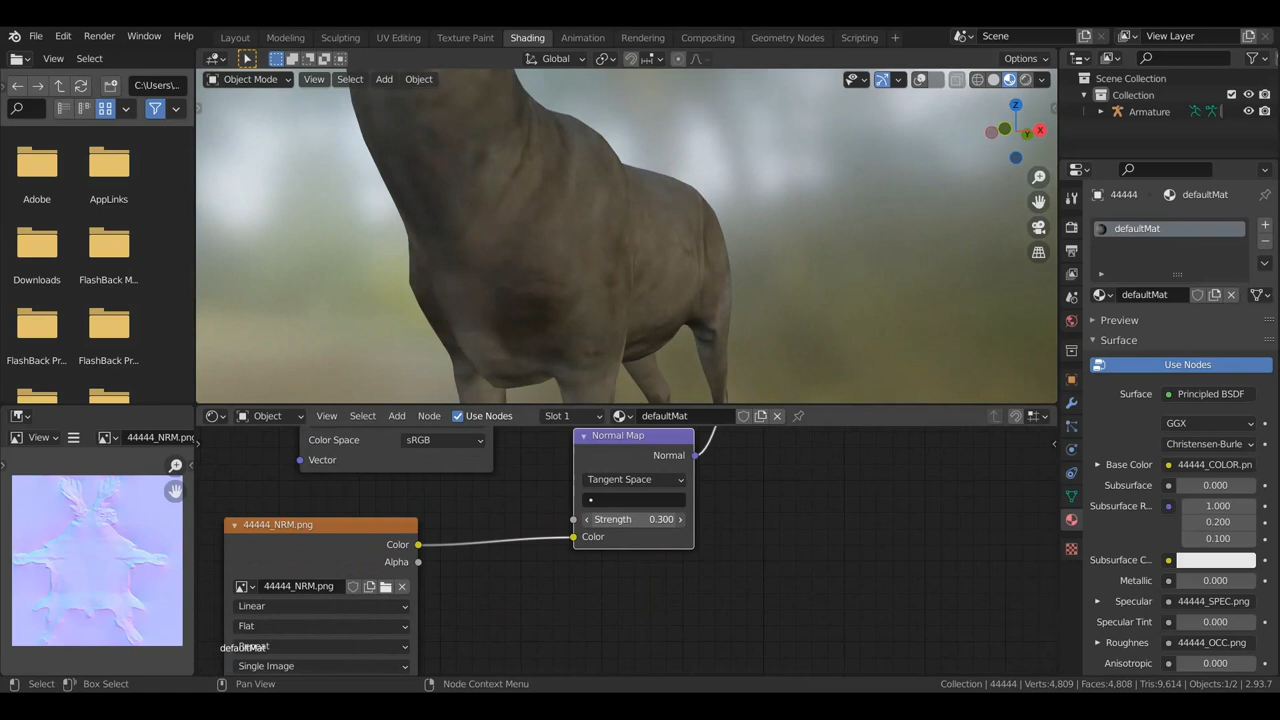 File Edit Render Window Help
Layout Modeling Sculpting UV Editing Texture Paint Shading Animation Rendering Compositing Geometry Nodes Scripting +
Scene
View Layer
View Select
Global
Options
C:\Users\...
Object Mode View Select Add Object
Adobe
AppLinks
Downloads
FlashBack M...
FlashBack Pr...
FlashBack Pr...
Z
X
Y
Scene Collection
Collection
Armature
44444
defaultMat
defaultMat
defaultMat
Preview
Surface
Use Nodes
Surface
Principled BSDF
GGX
Christensen-Burle
Base Color
44444_COLOR.pn
Subsurface
0.000
Subsurface R...
1.000
0.200
0.100
Subsurface C...
Metallic
0.000
Specular
44444_SPEC.png
Specular Tint
0.000
Roughnes
44444_OCC.png
Anisotropic
0.000
View
44444_NRM.png
Object View Select Add Node Use Nodes Slot 1 defaultMat
Color Space
sRGB
Vector
Normal Map
Normal
Tangent Space
Strength 0.300
Color
44444_NRM.png
Color
Alpha
44444_NRM.png
Linear
Flat
Repeat
defaultMat
Single Image
Select
Box Select
Pan View
Node Context Menu
Collection | 44444 | Verts:4,809 | Faces:4,808 | Tris:9,614 | Objects:1/2 | 2.93.7